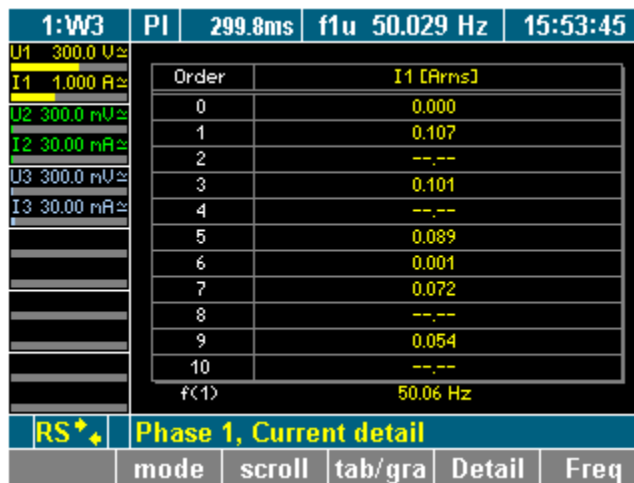 1:W3 PI 299.8ms f1u 50.029 Hz 15:53:45
U1 300.0 V≃
I1 1.000 A≃
U2 300.0 mV≃
I2 30.00 mA≃
U3 300.0 mV≃
I3 30.00 mA≃
Order I1 [Arms]
0 0.000
1 0.107
2 --.--
3 0.101
4 --.--
5 0.089
6 0.001
7 0.072
8 --.--
9 0.054
10 --.--
f(1) 50.06 Hz
RS Phase 1, Current detail
mode scroll tab/gra Detail Freq